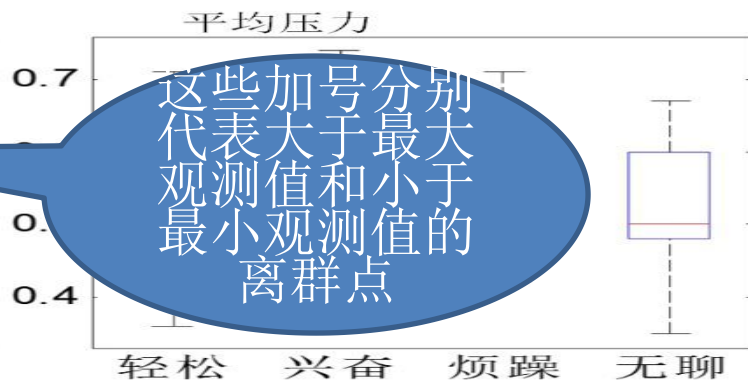 平均压力
0.7
这些加号分别
代表大于最大
观测值和小于
最小观测值的
离群点
0.
0.4
轻松 兴奋 烦躁 无聊